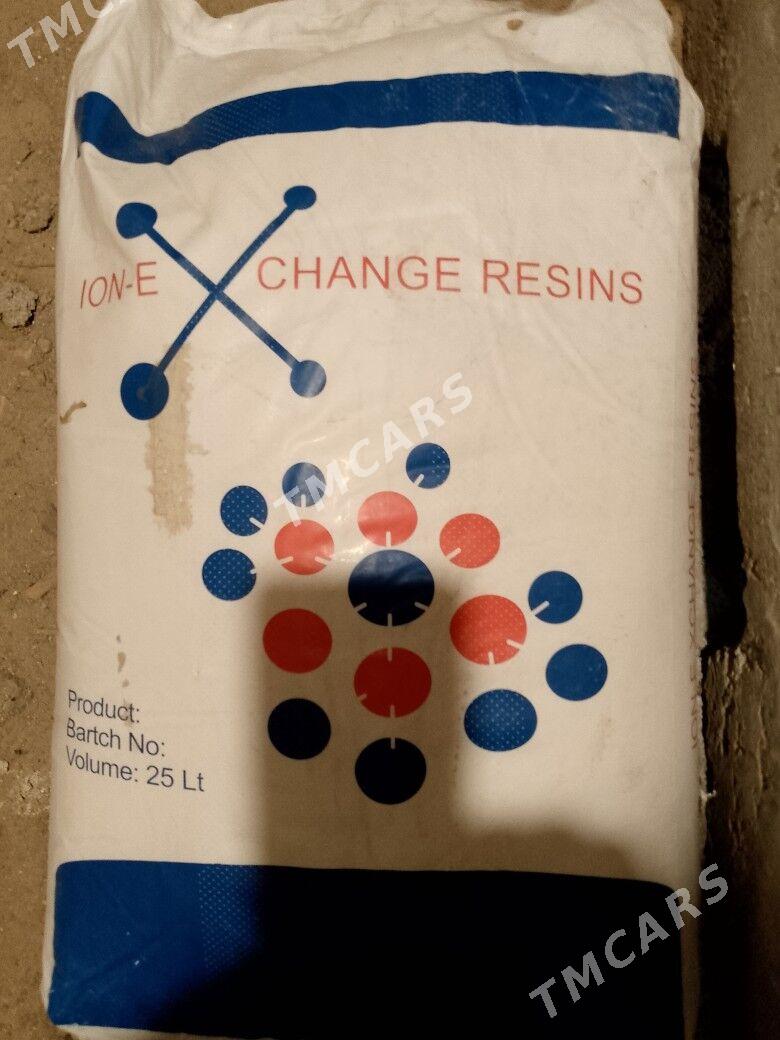 TMCARS
ION-EXCHANGE RESINS
TMCARS
Product:
Bartch No:
Volume: 25 Lt
TMCARS